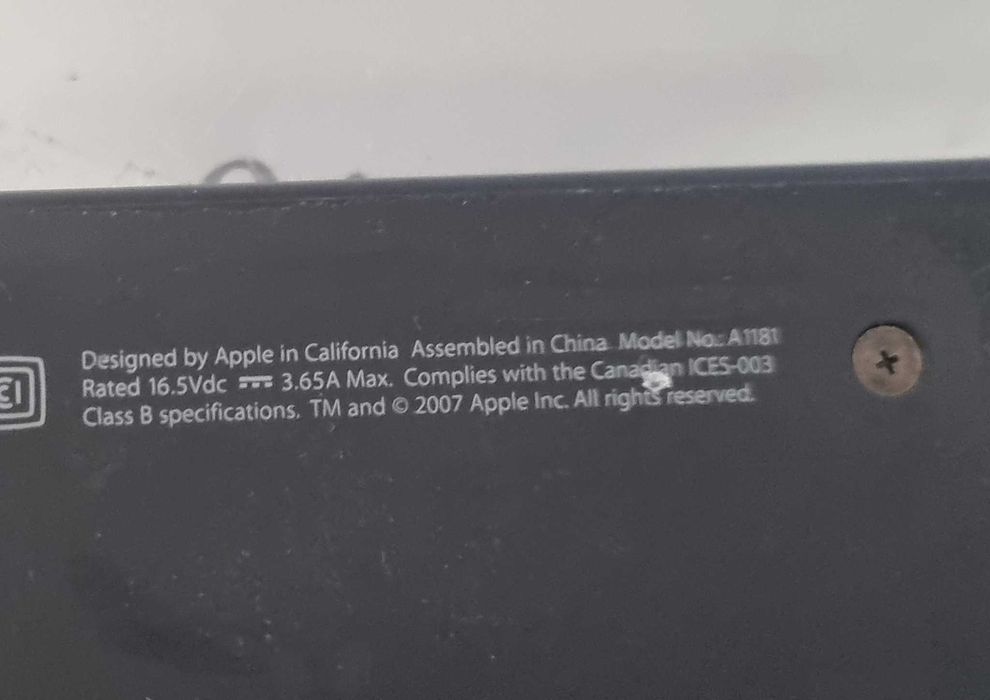 Designed by Apple in California Assembled in China Model No.: A1181
Rated 16.5Vdc ⎓ 3.65A Max. Complies with the Canadian ICES-003
Class B specifications. TM and © 2007 Apple Inc. All rights reserved.